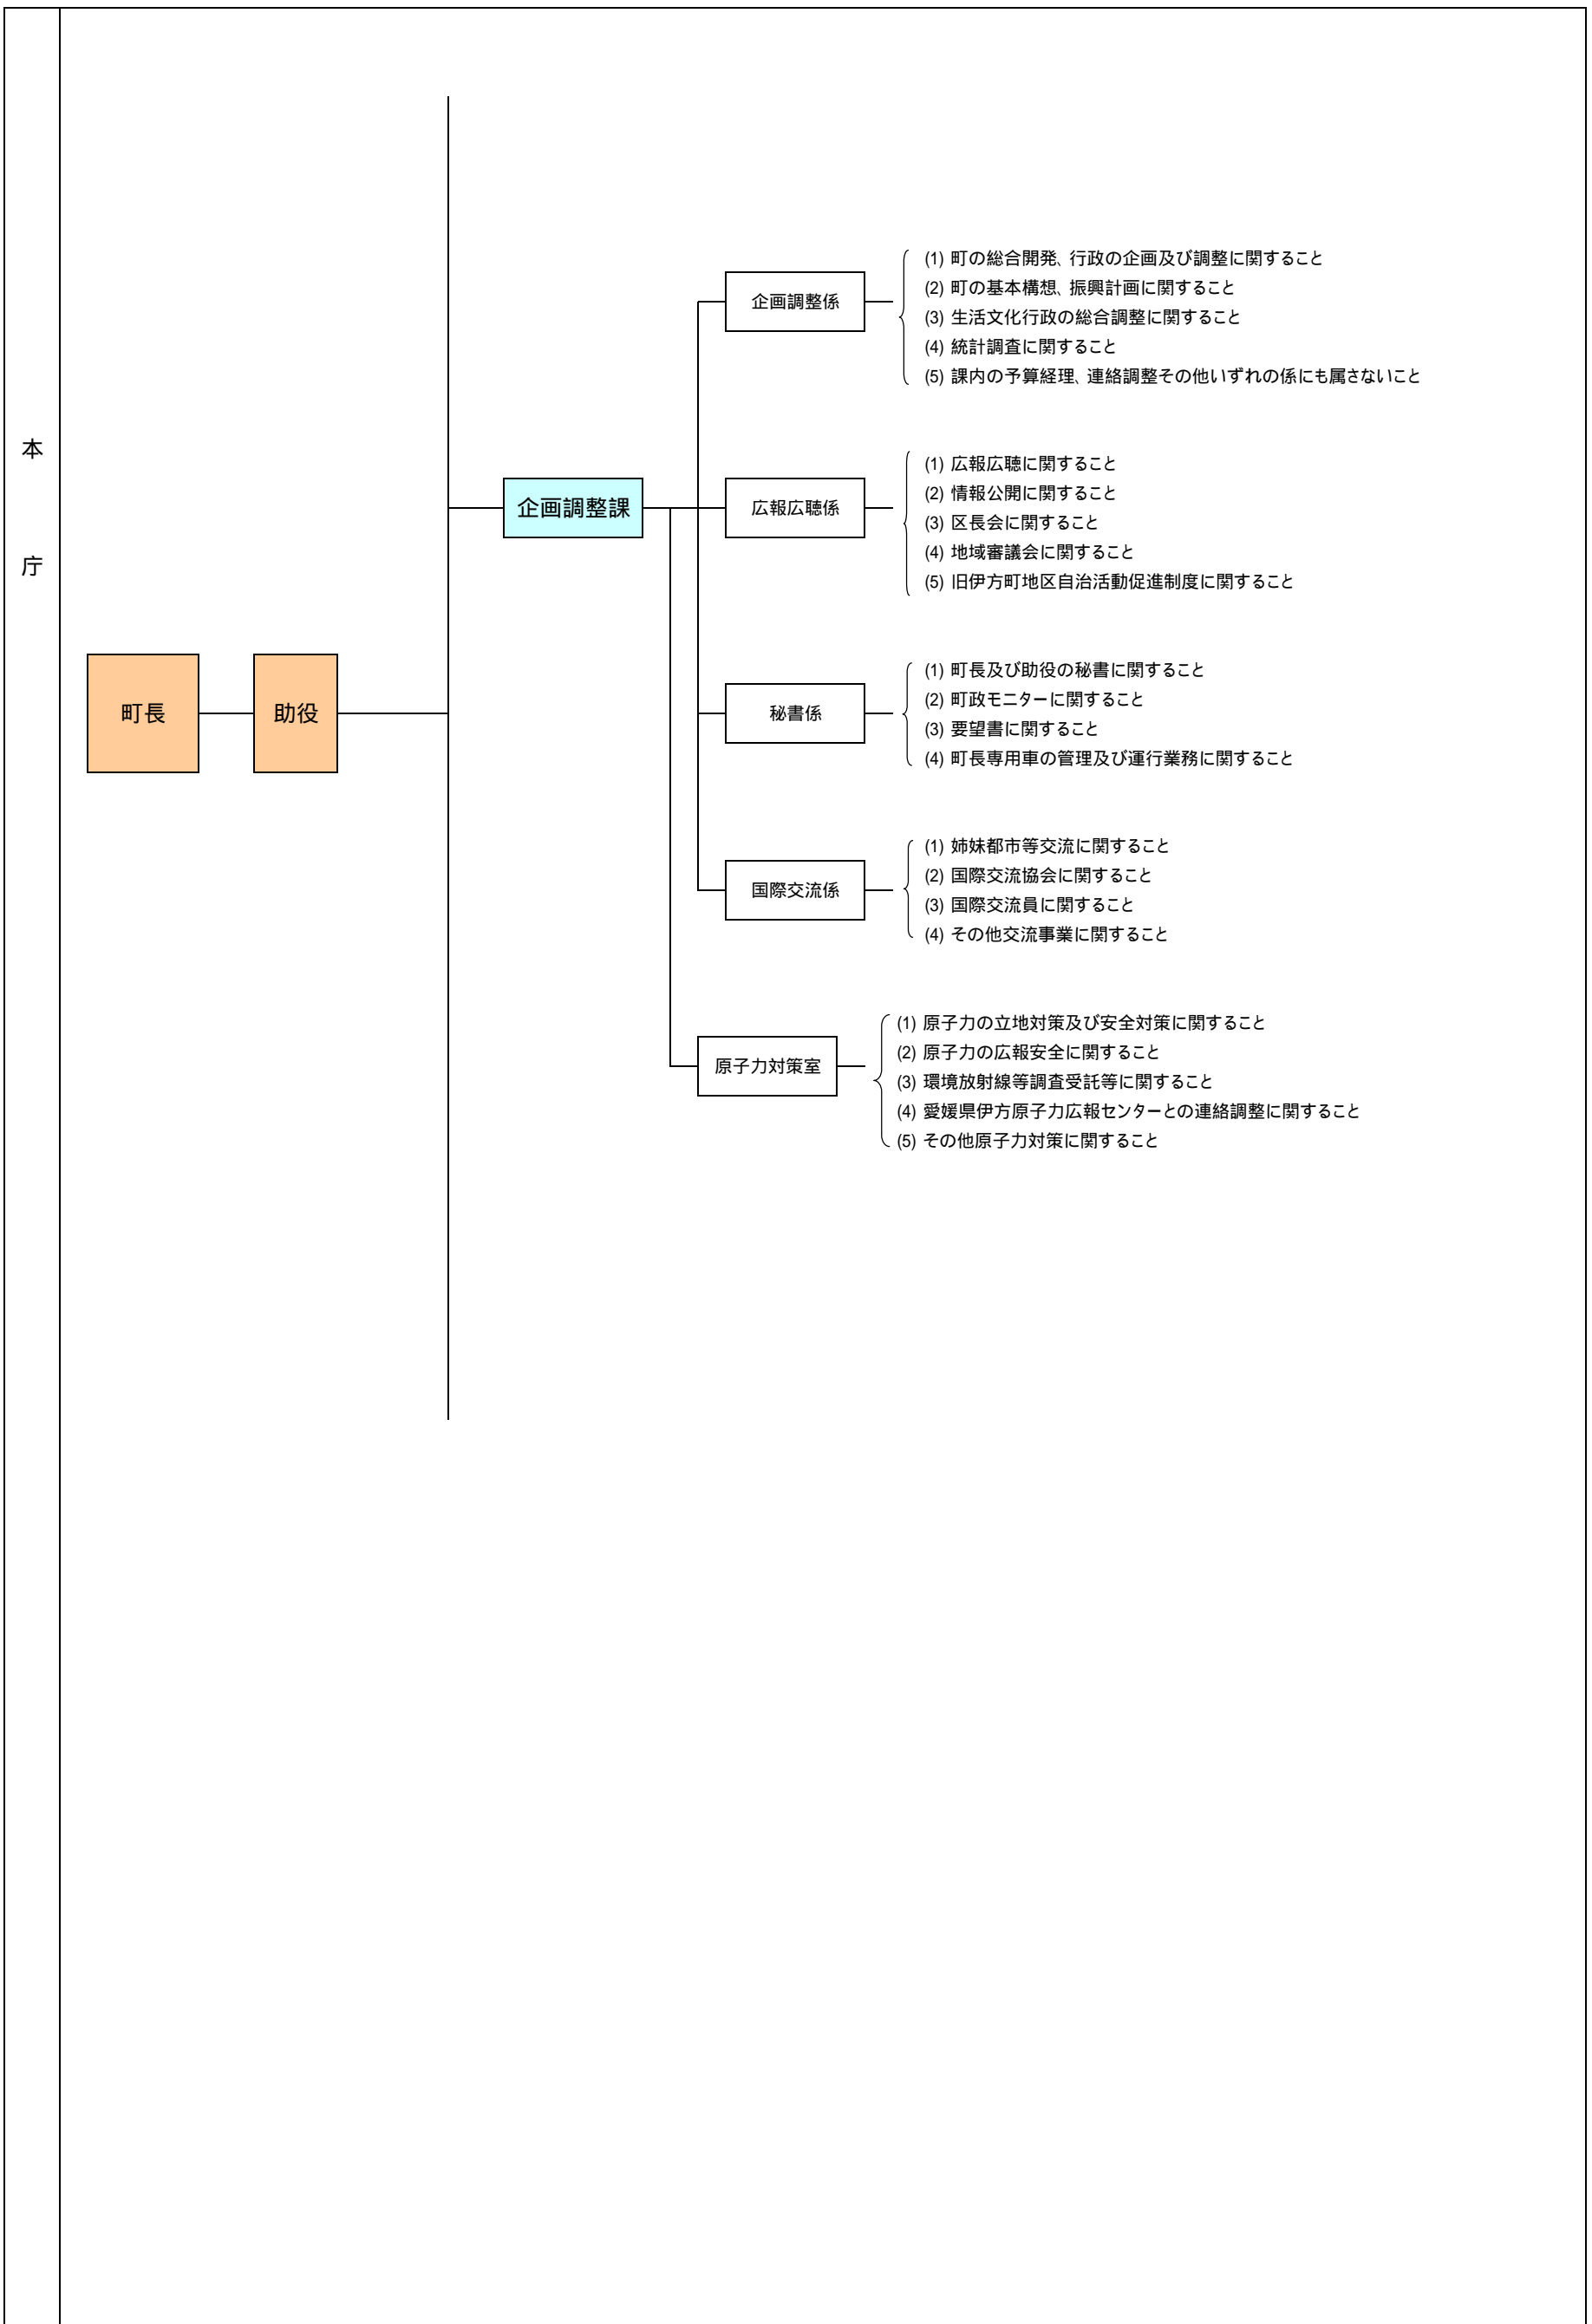 本
庁
町長
助役
企画調整課
企画調整係
(1) 町の総合開発、行政の企画及び調整に関すること
(2) 町の基本構想、振興計画に関すること
(3) 生活文化行政の総合調整に関すること
(4) 統計調査に関すること
(5) 課内の予算経理、連絡調整その他いずれの係にも属さないこと
広報広聴係
(1) 広報広聴に関すること
(2) 情報公開に関すること
(3) 区長会に関すること
(4) 地域審議会に関すること
(5) 旧伊方町地区自治活動促進制度に関すること
秘書係
(1) 町長及び助役の秘書に関すること
(2) 町政モニターに関すること
(3) 要望書に関すること
(4) 町長専用車の管理及び運行業務に関すること
国際交流係
(1) 姉妹都市等交流に関すること
(2) 国際交流協会に関すること
(3) 国際交流員に関すること
(4) その他交流事業に関すること
原子力対策室
(1) 原子力の立地対策及び安全対策に関すること
(2) 原子力の広報安全に関すること
(3) 環境放射線等調査受託等に関すること
(4) 愛媛県伊方原子力広報センターとの連絡調整に関すること
(5) その他原子力対策に関すること